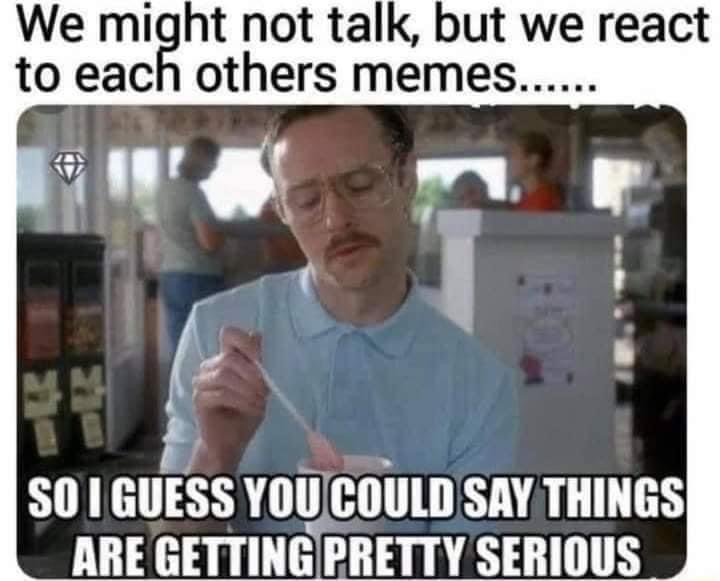 We might not talk, but we react
to each others memes......
SO I GUESS YOU COULD SAY THINGS
ARE GETTING PRETTY SERIOUS